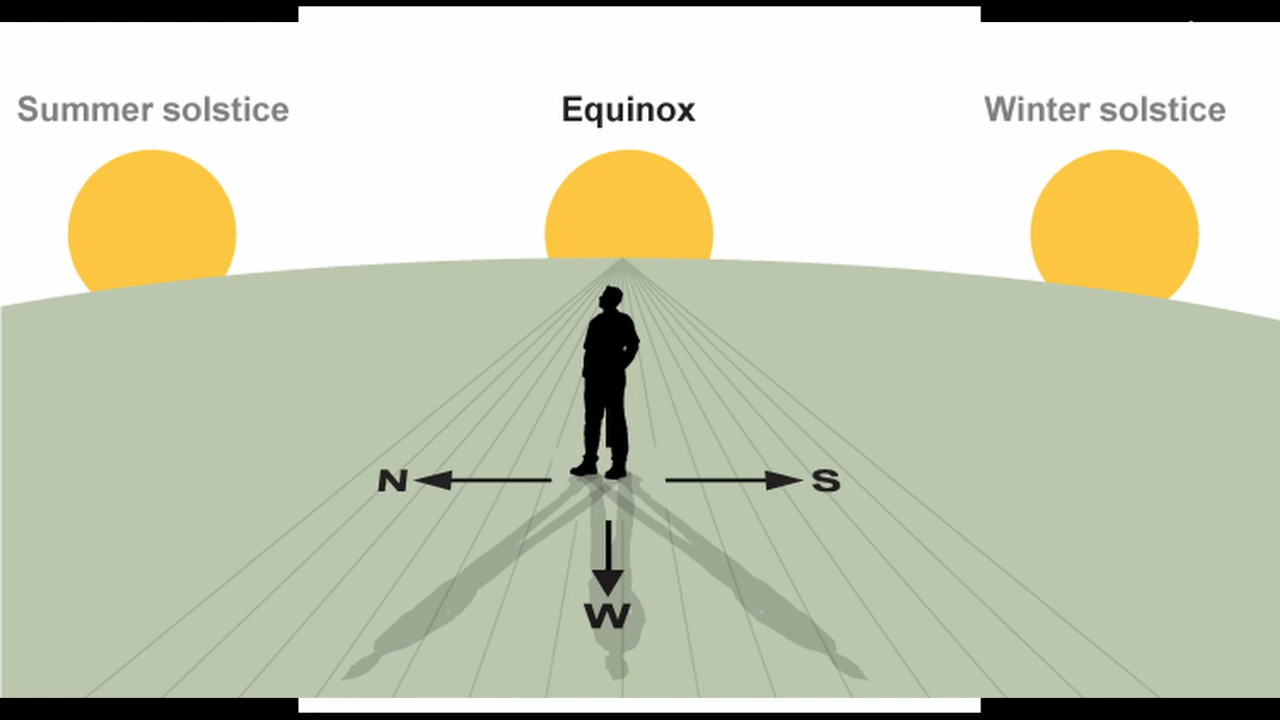 Summer solstice
Equinox
Winter solstice
N
S
W